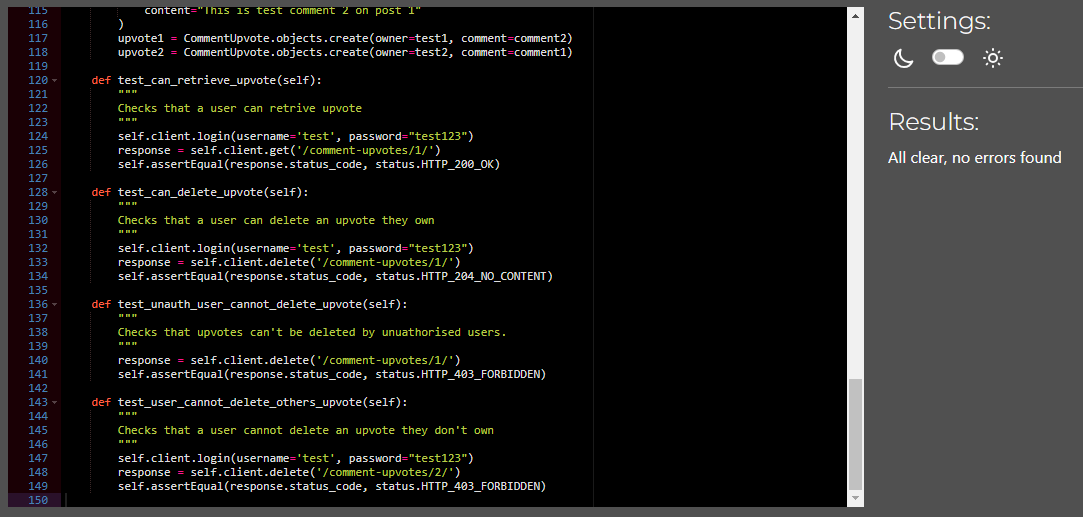 115 content="This is test comment 2 on post 1"
116 )
117 upvote1 = CommentUpvote.objects.create(owner=test1, comment=comment2)
118 upvote2 = CommentUpvote.objects.create(owner=test2, comment=comment1)
119
120 def test_can_retrieve_upvote(self):
121 """
122 Checks that a user can retrive upvote
123 """
124 self.client.login(username='test', password="test123")
125 response = self.client.get('/comment-upvotes/1/')
126 self.assertEqual(response.status_code, status.HTTP_200_OK)
127
128 def test_can_delete_upvote(self):
129 """
130 Checks that a user can delete an upvote they own
131 """
132 self.client.login(username='test', password="test123")
133 response = self.client.delete('/comment-upvotes/1/')
134 self.assertEqual(response.status_code, status.HTTP_204_NO_CONTENT)
135
136 def test_unauth_user_cannot_delete_upvote(self):
137 """
138 Checks that upvotes can't be deleted by unuathorised users.
139 """
140 response = self.client.delete('/comment-upvotes/1/')
141 self.assertEqual(response.status_code, status.HTTP_403_FORBIDDEN)
142
143 def test_user_cannot_delete_others_upvote(self):
144 """
145 Checks that a user cannot delete an upvote they don't own
146 """
147 self.client.login(username='test', password="test123")
148 response = self.client.delete('/comment-upvotes/2/')
149 self.assertEqual(response.status_code, status.HTTP_403_FORBIDDEN)
150
Settings:
Results:
All clear, no errors found